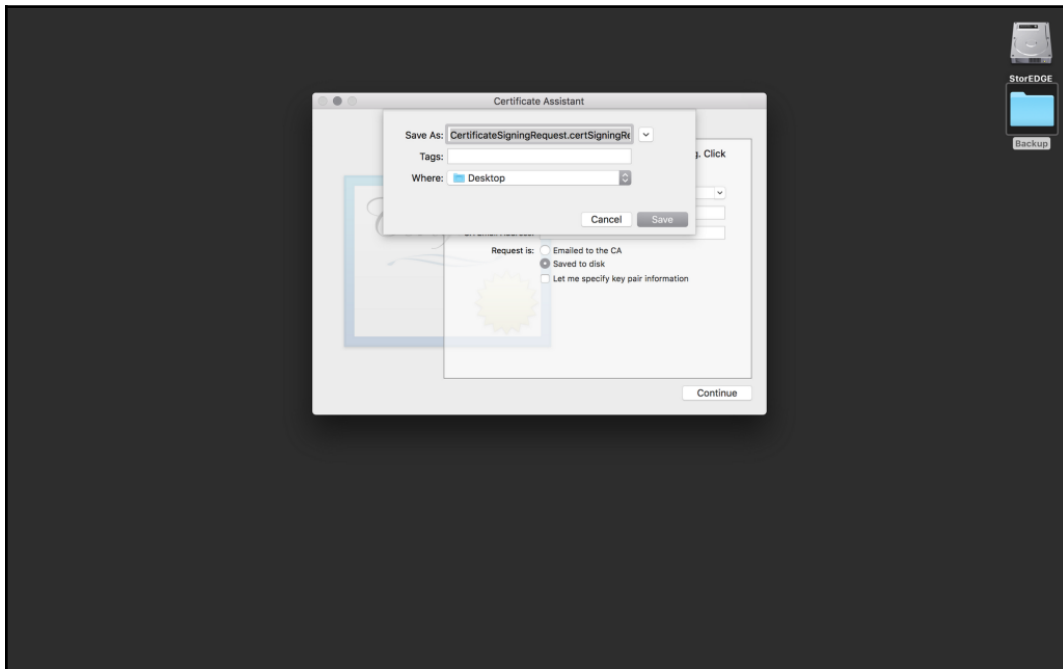 StorEDGE
Backup
Certificate Assistant
Save As: CertificateSigningRequest.certSigningRe
Tags:
. Click
Where: Desktop
Cancel Save
Request is: Emailed to the CA
Saved to disk
Let me specify key pair information
Continue